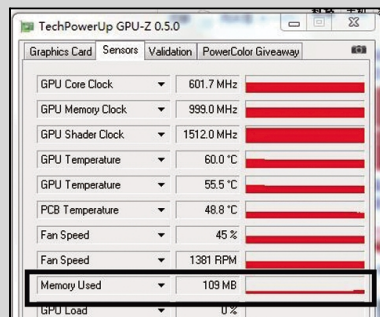 TechPowerUp GPU-Z 0.5.0
Graphics Card Sensors Validation PowerColor Giveaway
GPU Core Clock 601.7 MHz
GPU Memory Clock 999.0 MHz
GPU Shader Clock 1512.0 MHz
GPU Temperature 60.0 °C
GPU Temperature 55.5 °C
PCB Temperature 48.8 °C
Fan Speed 45 %
Fan Speed 1381 RPM
Memory Used 109 MB
GPU Load 0 %